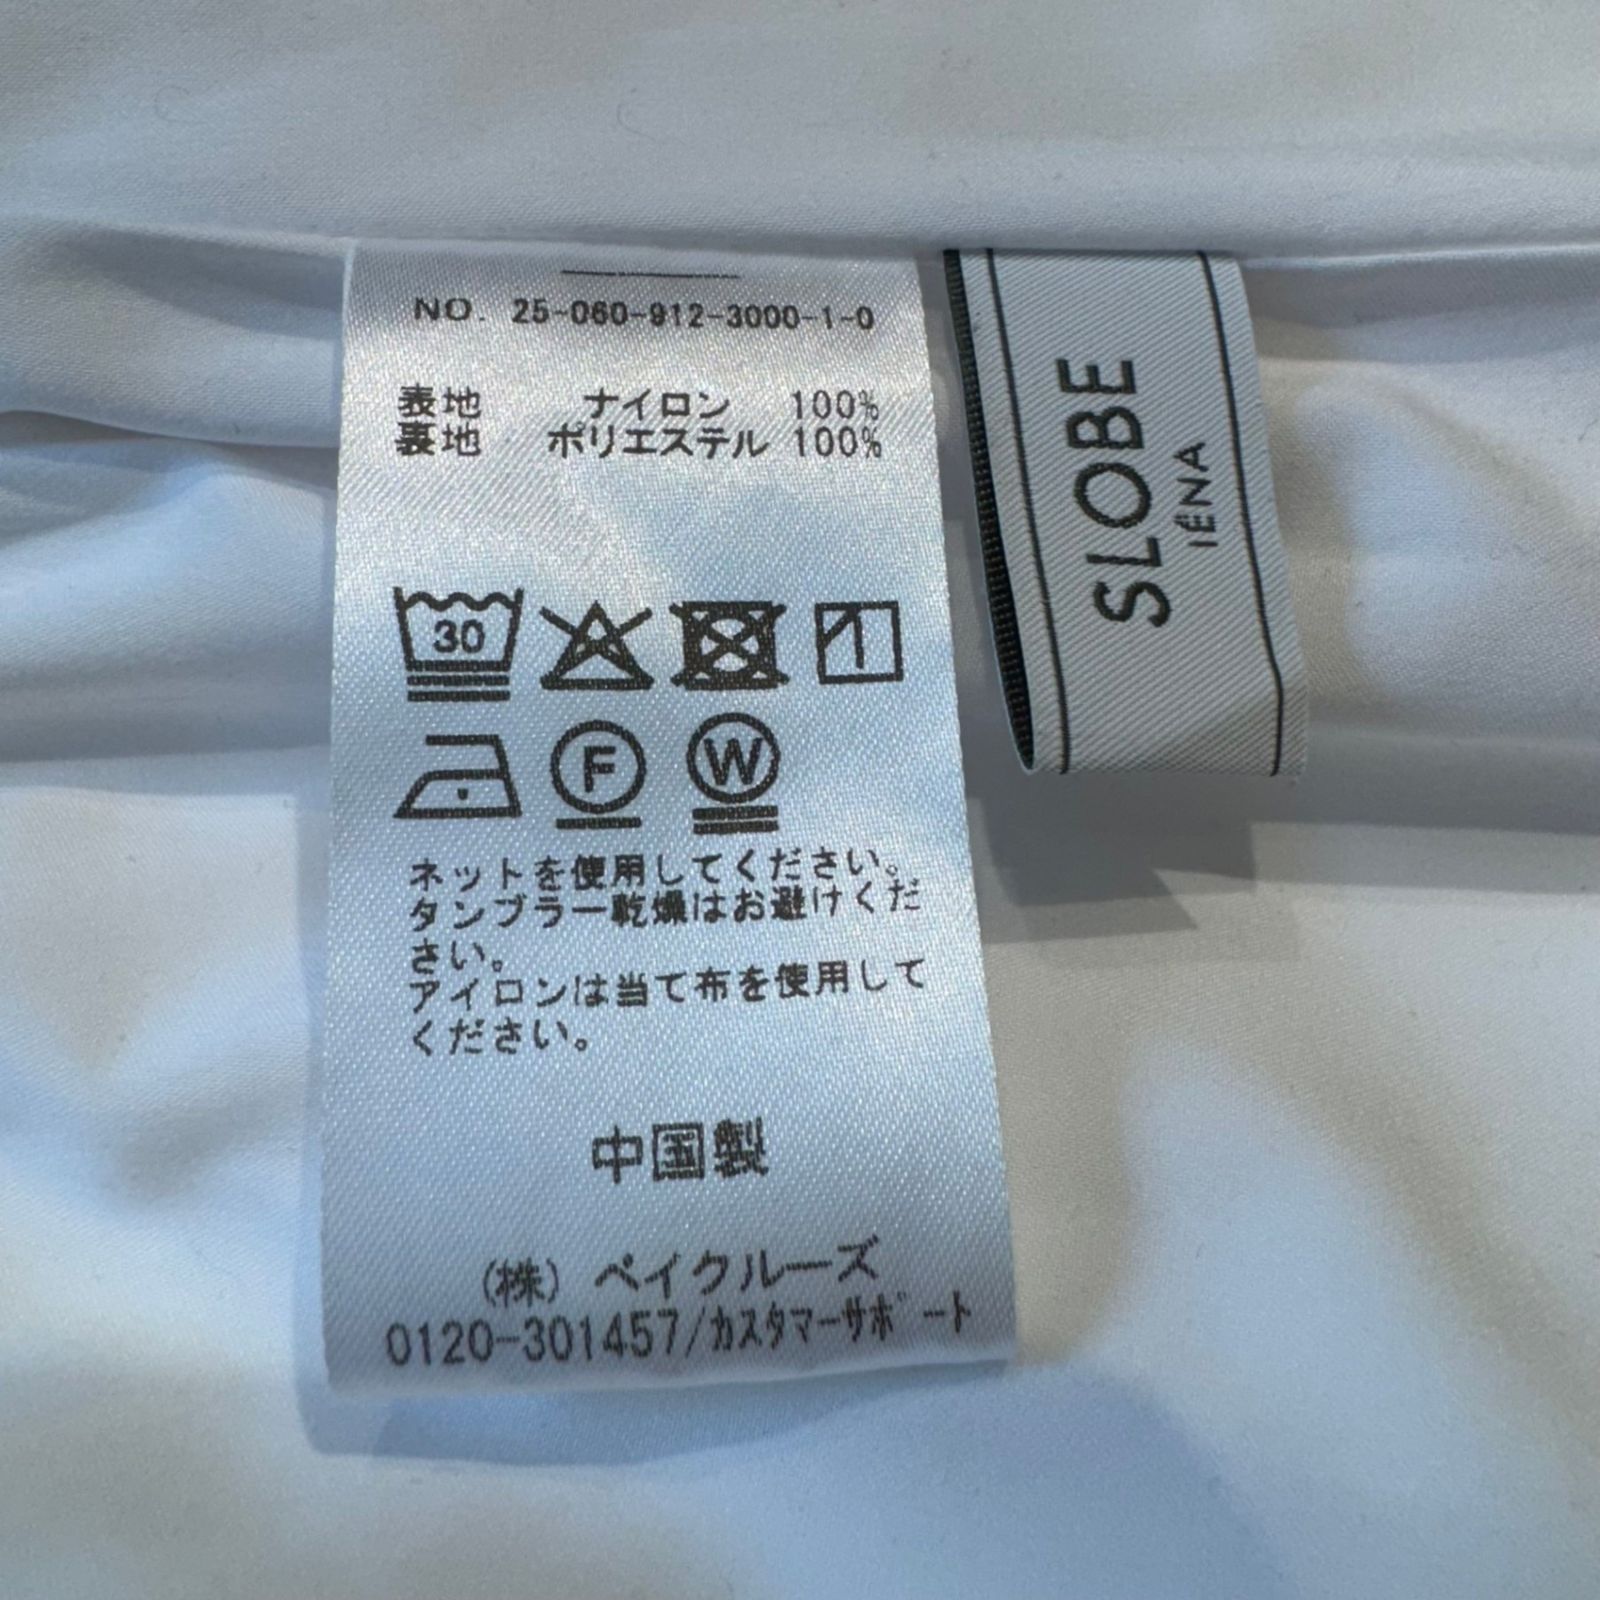 NO. 25-060-912-3000-1-0
表地 ナイロン 100%
裏地 ポリエステル 100%
30
F W
ネットを使用してください。
タンブラー乾燥はお避けくだ
さい。
アイロンは当て布を使用して
ください。
中国製
(株) ベイクルーズ
0120-301457/ｶｽﾀﾏｰｻﾎﾟｰﾄ
SLOBE
IÉNA